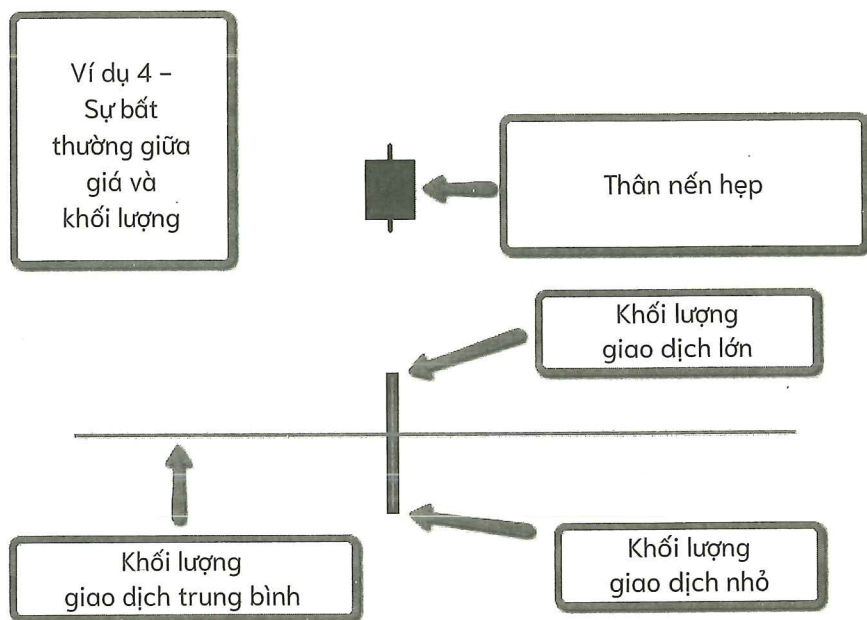 Ví dụ 4 –
Sự bất
thường giữa
giá và
khối lượng
Thân nến hẹp
Khối lượng
giao dịch lớn
Khối lượng
giao dịch trung bình
Khối lượng
giao dịch nhỏ